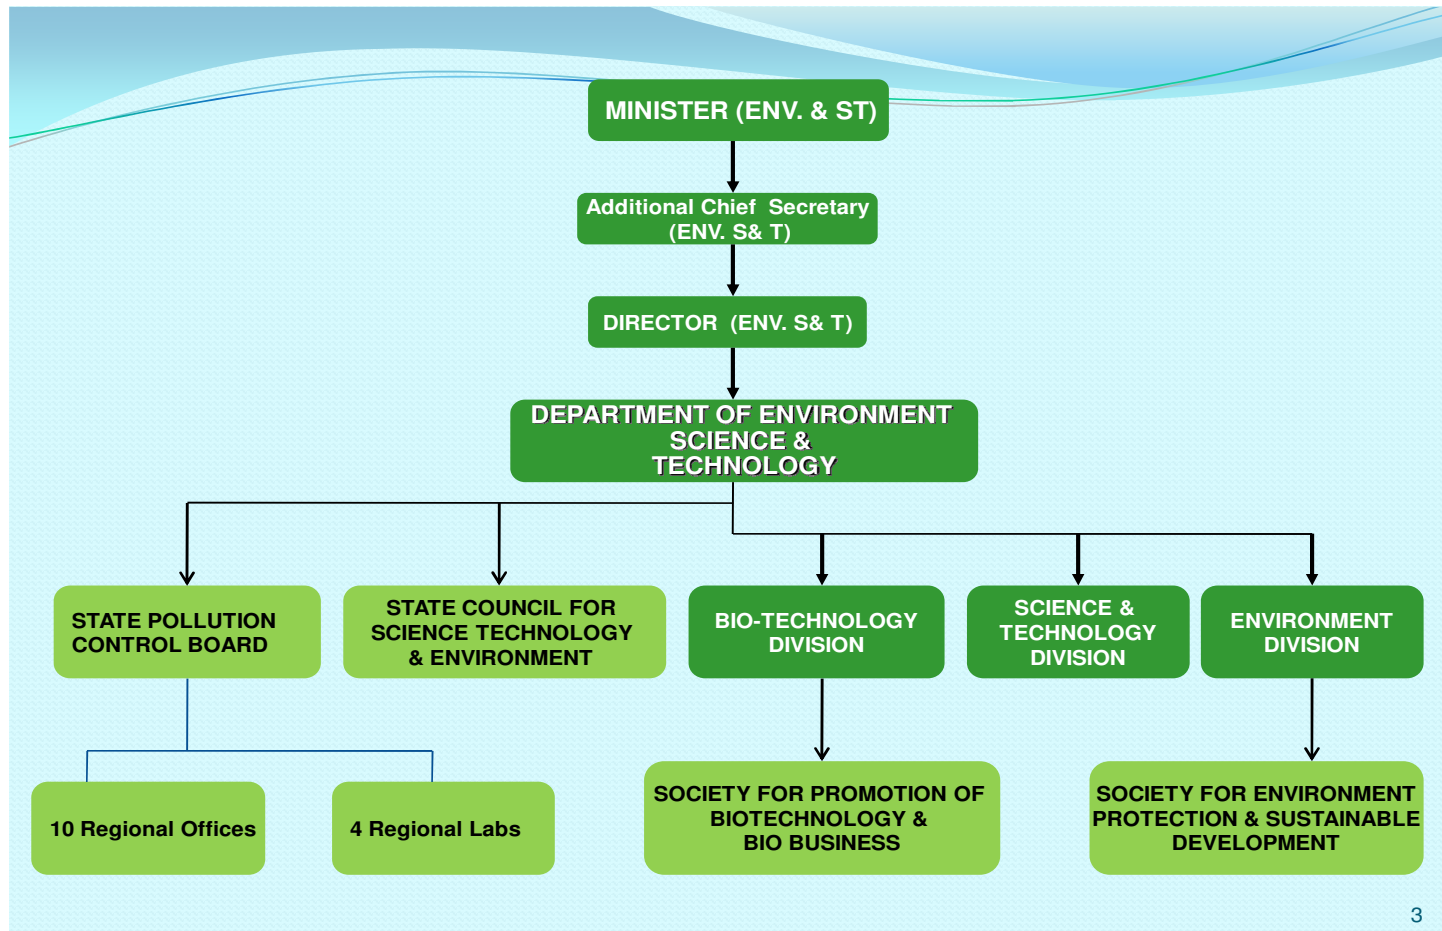 MINISTER (ENV. & ST)
Additional Chief Secretary
(ENV. S& T)
DIRECTOR (ENV. S& T)
DEPARTMENT OF ENVIRONMENT
SCIENCE &
TECHNOLOGY
STATE POLLUTION
CONTROL BOARD
STATE COUNCIL FOR
SCIENCE TECHNOLOGY
& ENVIRONMENT
BIO-TECHNOLOGY
DIVISION
SCIENCE &
TECHNOLOGY
DIVISION
ENVIRONMENT
DIVISION
10 Regional Offices
4 Regional Labs
SOCIETY FOR PROMOTION OF
BIOTECHNOLOGY &
BIO BUSINESS
SOCIETY FOR ENVIRONMENT
PROTECTION & SUSTAINABLE
DEVELOPMENT
3